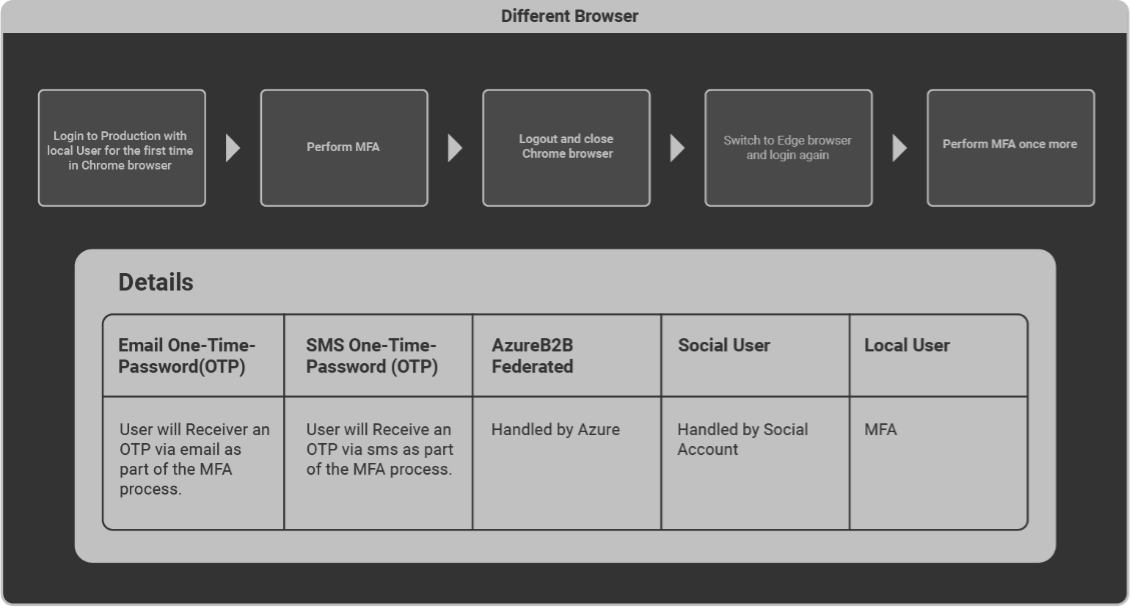 Different Browser
Login to Production with
local User for the first time
in Chrome browser
Perform MFA
Logout and close
Chrome browser
Switch to Edge browser
and login again
Perform MFA once more
Details
Email One-Time-
Password(OTP)
SMS One-Time-
Password (OTP)
AzureB2B
Federated
Social User
Local User
User will Receiver an
OTP via email as
part of the MFA
process.
User will Receive an
OTP via sms as part
of the MFA process.
Handled by Azure
Handled by Social
Account
MFA